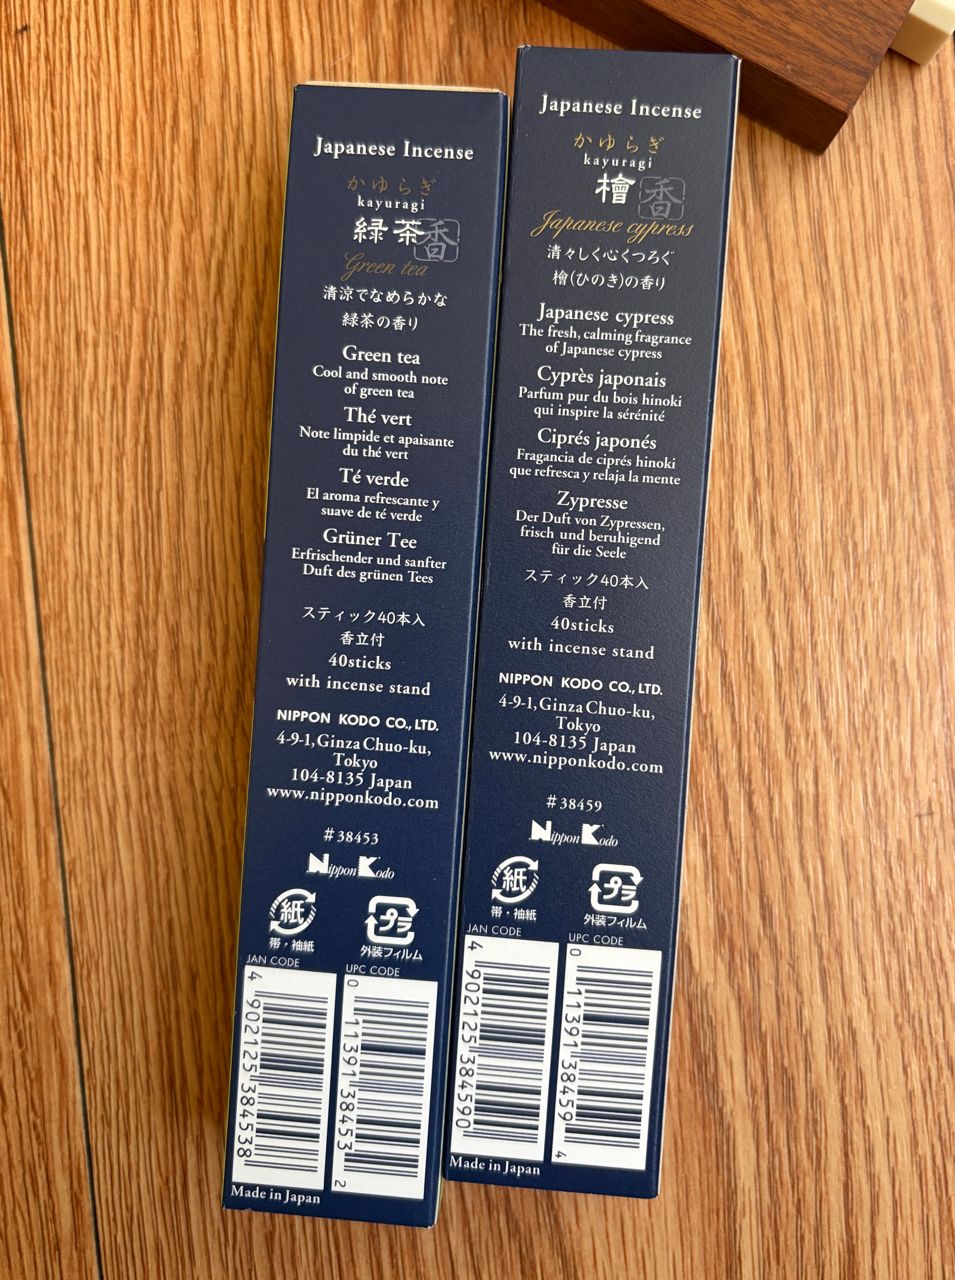 Japanese Incense
かゆらぎ
kayuragi
緑茶 香
Green tea
清涼でなめらかな
緑茶の香り
Green tea
Cool and smooth note
of green tea
Thé vert
Note limpide et apaisante
du thé vert
Té verde
El aroma refrescante y
suave de té verde
Grüner Tee
Erfrischender und sanfter
Duft des grünen Tees
スティック40本入
香立付
40sticks
with incense stand
NIPPON KODO CO., LTD.
4-9-1, Ginza Chuo-ku,
Tokyo
104-8135 Japan
www.nipponkodo.com
#38453
Nippon Kodo
紙
帯・袖紙
プラ
外装フィルム
JAN CODE
4 902125 384538
UPC CODE
0 11391 38453 2
Made in Japan
Japanese Incense
かゆらぎ
kayuragi
檜 香
Japanese cypress
清々しく心くつろぐ
檜(ひのき)の香り
Japanese cypress
The fresh, calming fragrance
of Japanese cypress
Cyprès japonais
Parfum pur du bois hinoki
qui inspire la sérénité
Ciprés japonés
Fragancia de ciprés hinoki
que refresca y relaja la mente
Zypresse
Der Duft von Zypressen,
frisch und beruhigend
für die Seele
スティック40本入
香立付
40sticks
with incense stand
NIPPON KODO CO., LTD.
4-9-1, Ginza Chuo-ku,
Tokyo
104-8135 Japan
www.nipponkodo.com
#38459
Nippon Kodo
紙
帯・袖紙
プラ
外装フィルム
JAN CODE
4 902125 384590
UPC CODE
0 11391 38459 4
Made in Japan